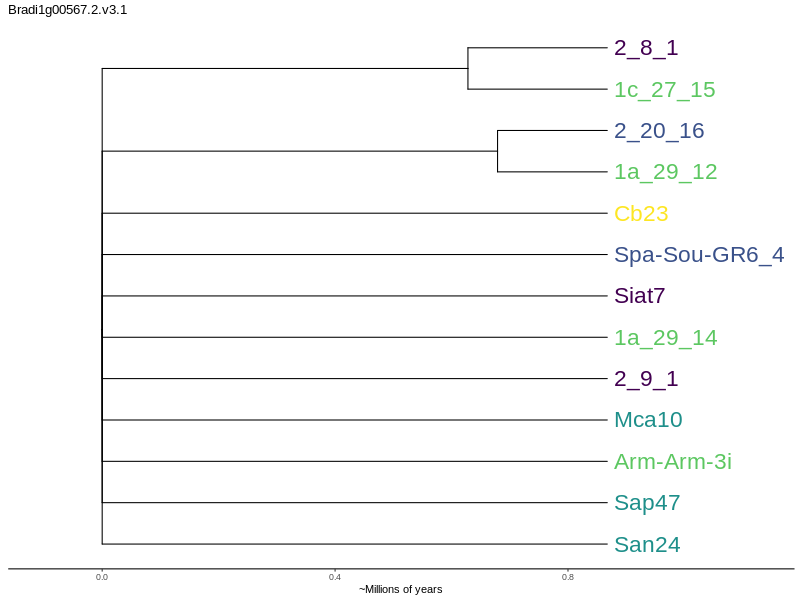 Bradi1g00567.2.v3.1
2_8_1
1c_27_15
2_20_16
1a_29_12
Cb23
Spa-Sou-GR6_4
Siat7
1a_29_14
2_9_1
Mca10
Arm-Arm-3i
Sap47
San24
0.0 0.4 0.8
~Millions of years